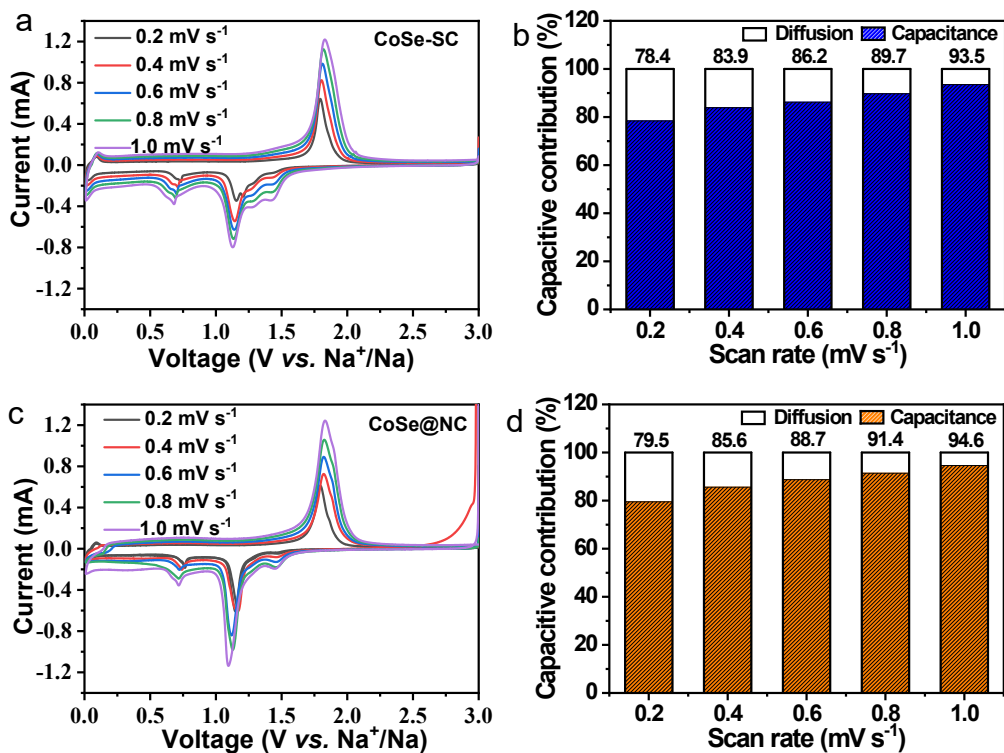 a
CoSe-SC
0.2 mV s⁻¹
0.4 mV s⁻¹
0.6 mV s⁻¹
0.8 mV s⁻¹
1.0 mV s⁻¹
1.2
0.8
0.4
0.0
-0.4
-0.8
-1.2
Current (mA)
0.0 0.5 1.0 1.5 2.0 2.5 3.0
Voltage (V vs. Na⁺/Na)
b
Diffusion Capacitance
78.4 83.9 86.2 89.7 93.5
120
100
80
60
40
20
0
Capacitive contribution (%)
0.2 0.4 0.6 0.8 1.0
Scan rate (mV s⁻¹)
c
CoSe@NC
0.2 mV s⁻¹
0.4 mV s⁻¹
0.6 mV s⁻¹
0.8 mV s⁻¹
1.0 mV s⁻¹
1.2
0.8
0.4
0.0
-0.4
-0.8
-1.2
Current (mA)
0.0 0.5 1.0 1.5 2.0 2.5 3.0
Voltage (V vs. Na⁺/Na)
d
Diffusion Capacitance
79.5 85.6 88.7 91.4 94.6
120
100
80
60
40
20
0
Capacitive contribution (%)
0.2 0.4 0.6 0.8 1.0
Scan rate (mV s⁻¹)